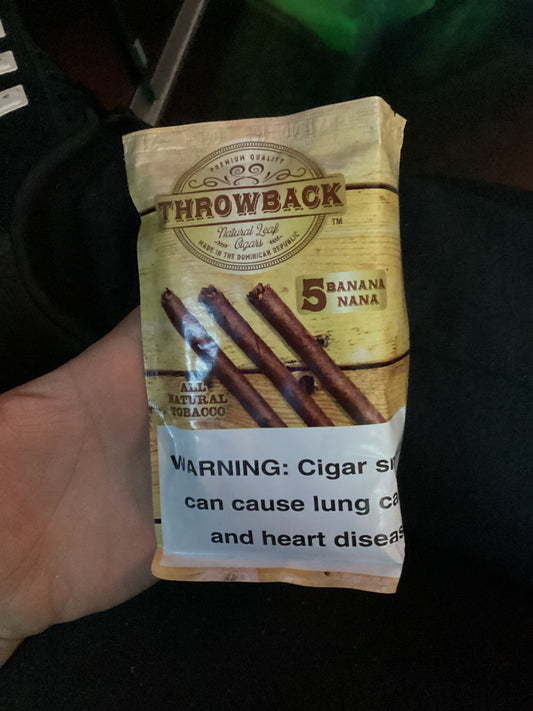 PREMIUM QUALITY
THROWBACK
TM
Natural Leaf
Cigars
MADE IN THE DOMINICAN REPUBLIC
5 BANANA
NANA
ALL
NATURAL
TOBACCO
WARNING: Cigar sm
can cause lung ca
and heart diseas